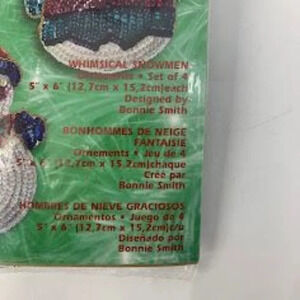 WHIMSICAL SNOWMEN
Ornaments • Set of 4
5" x 6" (12,7cm x 15,2cm)each
Designed by
Bonnie Smith
BONHOMMES DE NEIGE
FANTAISIE
Ornements • Jeu de 4
5" x 6" (12,7cm x 15,2cm)chaque
Créé par
Bonnie Smith
HOMBRES DE NIEVE GRACIOSOS
Ornamentos • Juego de 4
5" x 6" (12,7cm x 15,2cm)c/u
Diseñado por
Bonnie Smith